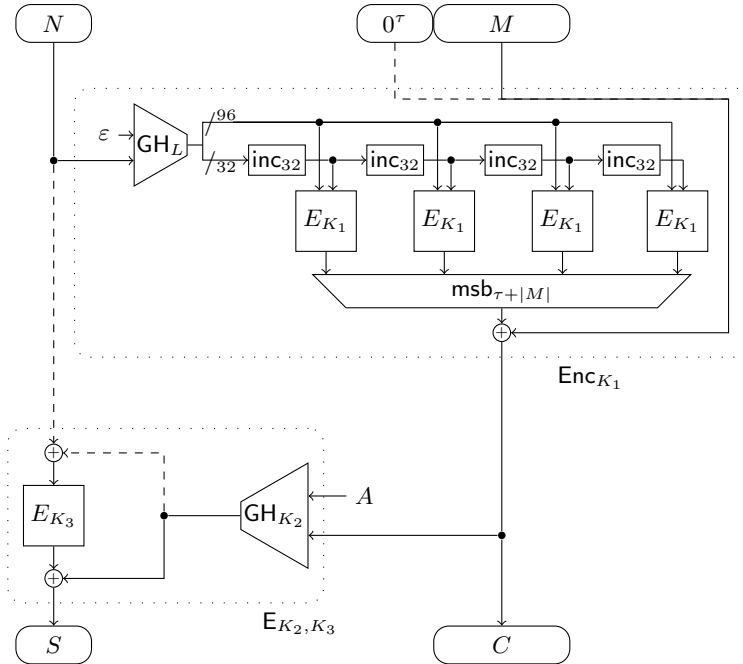 N 0^τ M
ε GH_L 96
32 inc_32 inc_32 inc_32 inc_32
E_{K_1} E_{K_1} E_{K_1} E_{K_1}
msb_{τ+|M|}
Enc_{K_1}
E_{K_3} GH_{K_2} A
E_{K_2,K_3}
S C